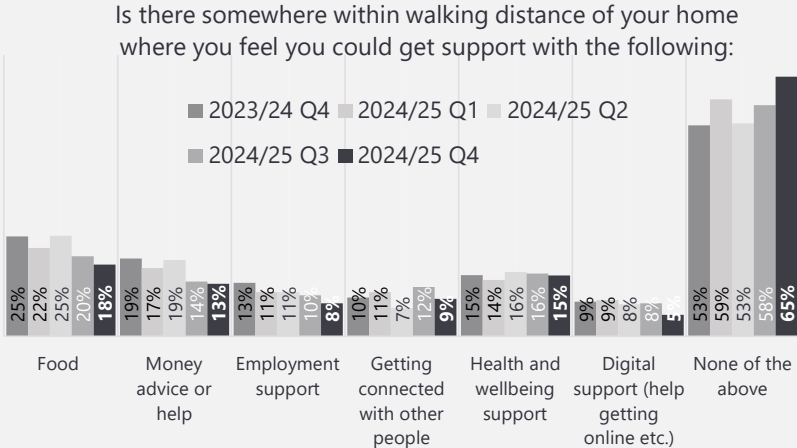 Is there somewhere within walking distance of your home
where you feel you could get support with the following:
2023/24 Q4 2024/25 Q1 2024/25 Q2
2024/25 Q3 2024/25 Q4
25% 22% 25% 20% 18% 19% 17% 19% 14% 13% 13% 11% 11% 10% 8% 10% 11% 7% 12% 9% 15% 14% 16% 16% 15% 9% 9% 8% 8% 5% 53% 59% 53% 58% 65%
Food
Money
advice or
help
Employment
support
Getting
connected
with other
people
Health and
wellbeing
support
Digital
support (help
getting
online etc.)
None of the
above